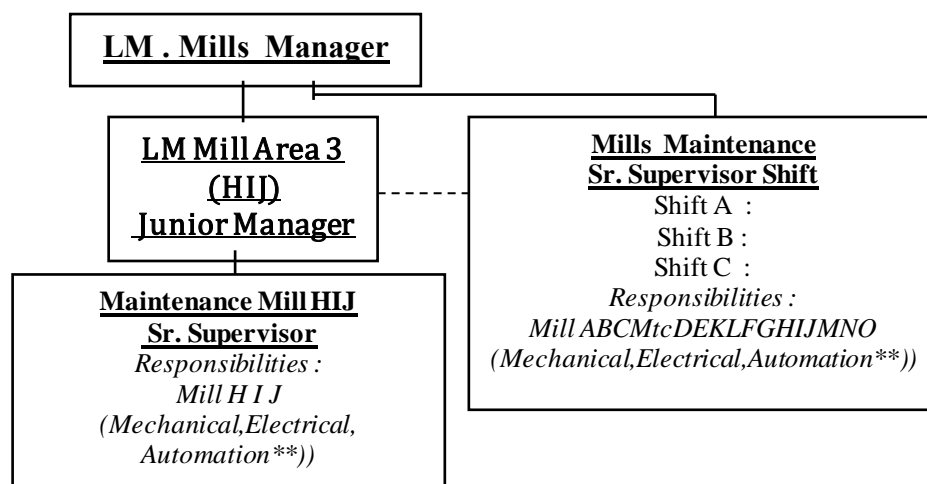 LM . Mills Manager
LM Mill Area 3
(HIJ)
Junior Manager
Mills Maintenance
Sr. Supervisor Shift
Shift A :
Shift B :
Shift C :
Responsibilities :
Mill ABCMtcDEKLFGHIJMNO
(Mechanical,Electrical,Automation**))
Maintenance Mill HIJ
Sr. Supervisor
Responsibilities :
Mill H I J
(Mechanical,Electrical,
Automation**))